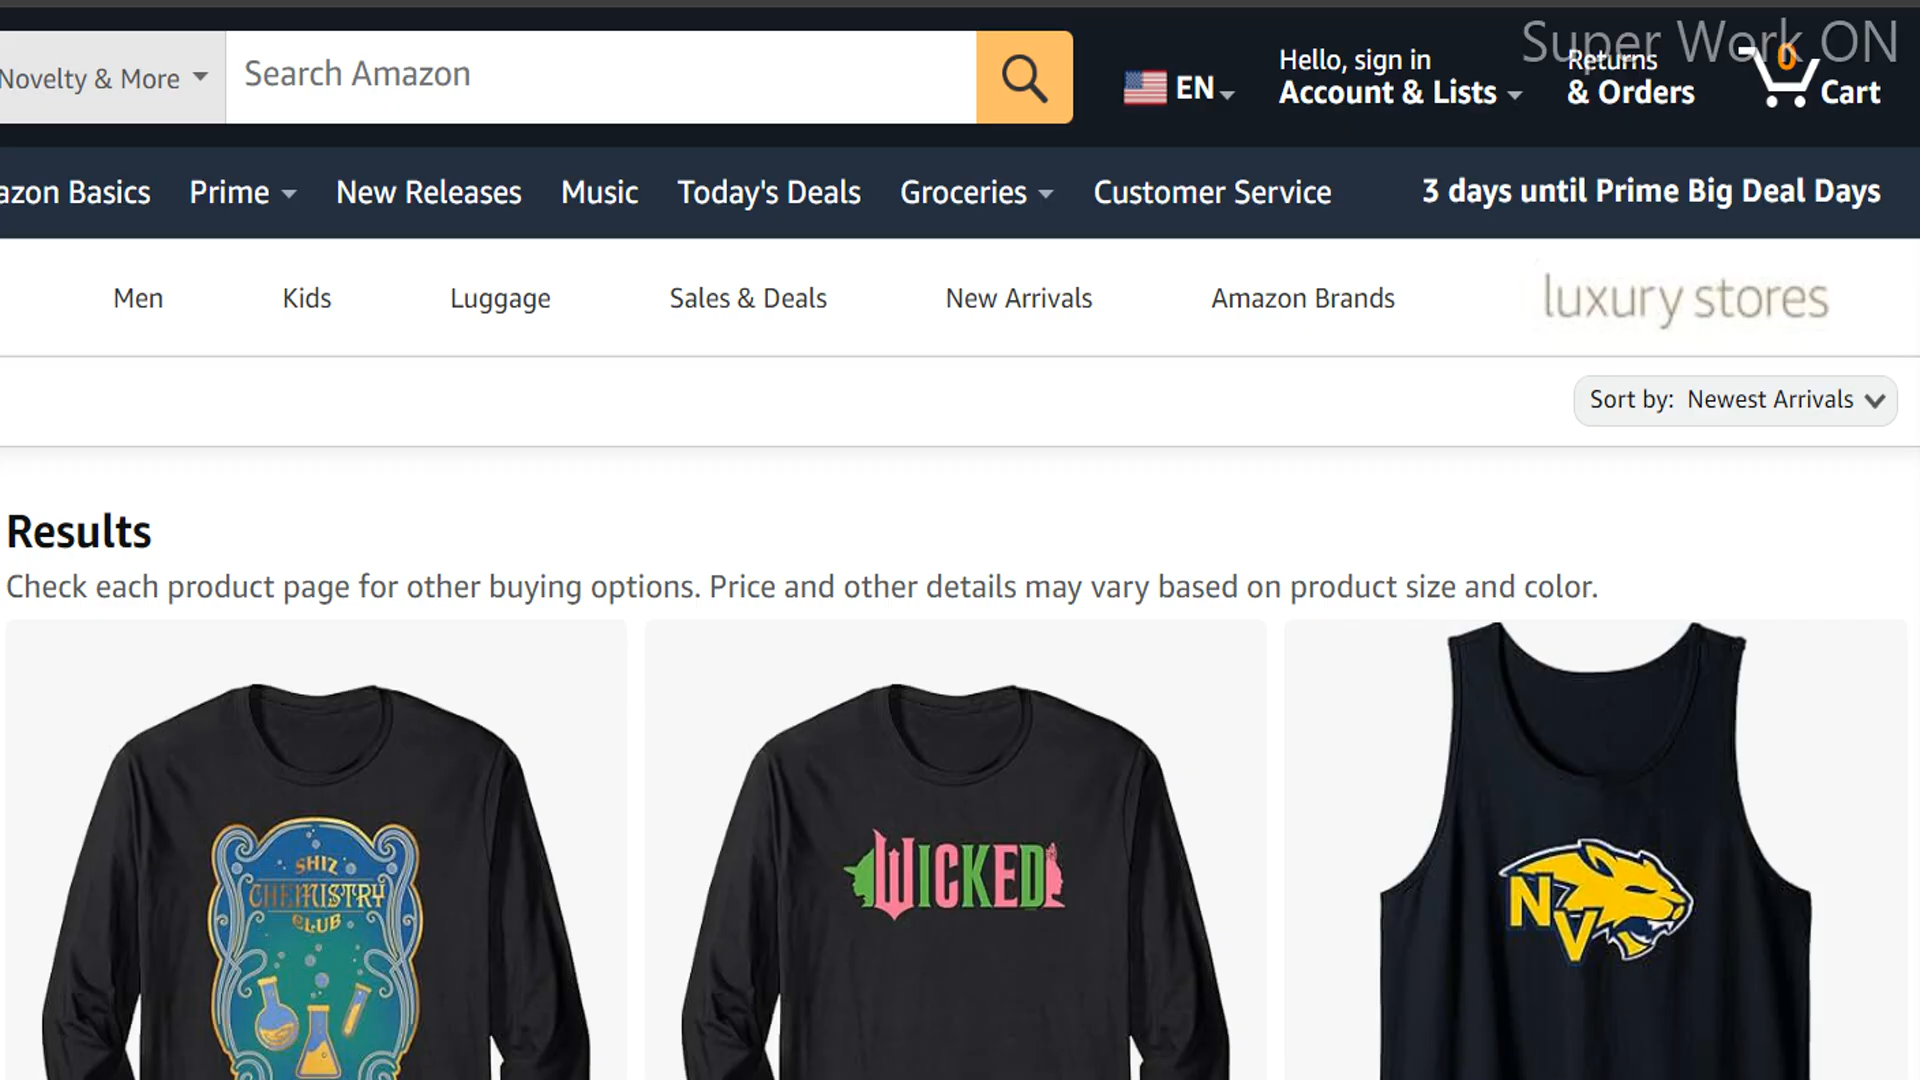 Super Work ON
Novelty & More
Search Amazon
EN
Hello, sign in
Account & Lists
Returns
& Orders
0
Cart
azon Basics
Prime
New Releases
Music
Today's Deals
Groceries
Customer Service
3 days until Prime Big Deal Days
Men
Kids
Luggage
Sales & Deals
New Arrivals
Amazon Brands
luxury stores
Sort by: Newest Arrivals
Results
Check each product page for other buying options. Price and other details may vary based on product size and color.
SHIZ
CHEMISTRY
CLUB
WICKED
NV